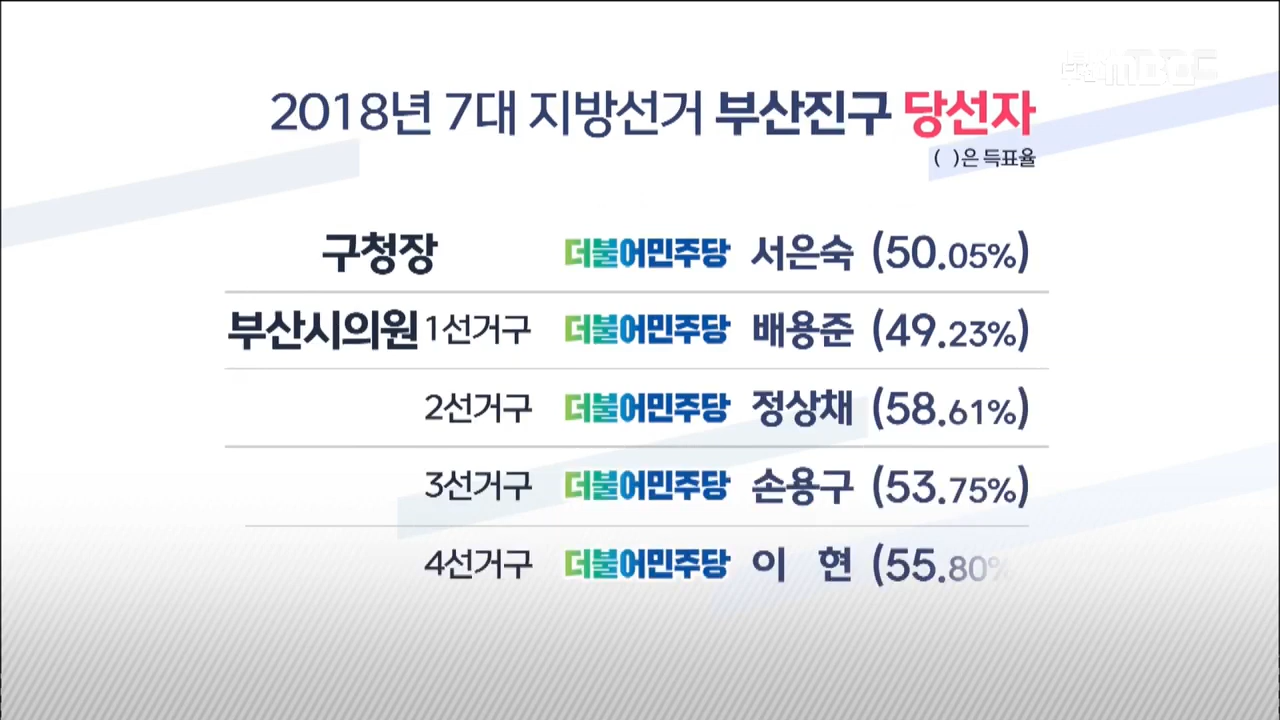 부산mbc
2018년 7대 지방선거 부산진구 당선자
( )은 득표율
구청장 더불어민주당 서은숙 (50.05%)
부산시의원 1선거구 더불어민주당 배용준 (49.23%)
2선거구 더불어민주당 정상채 (58.61%)
3선거구 더불어민주당 손용구 (53.75%)
4선거구 더불어민주당 이 현 (55.80%